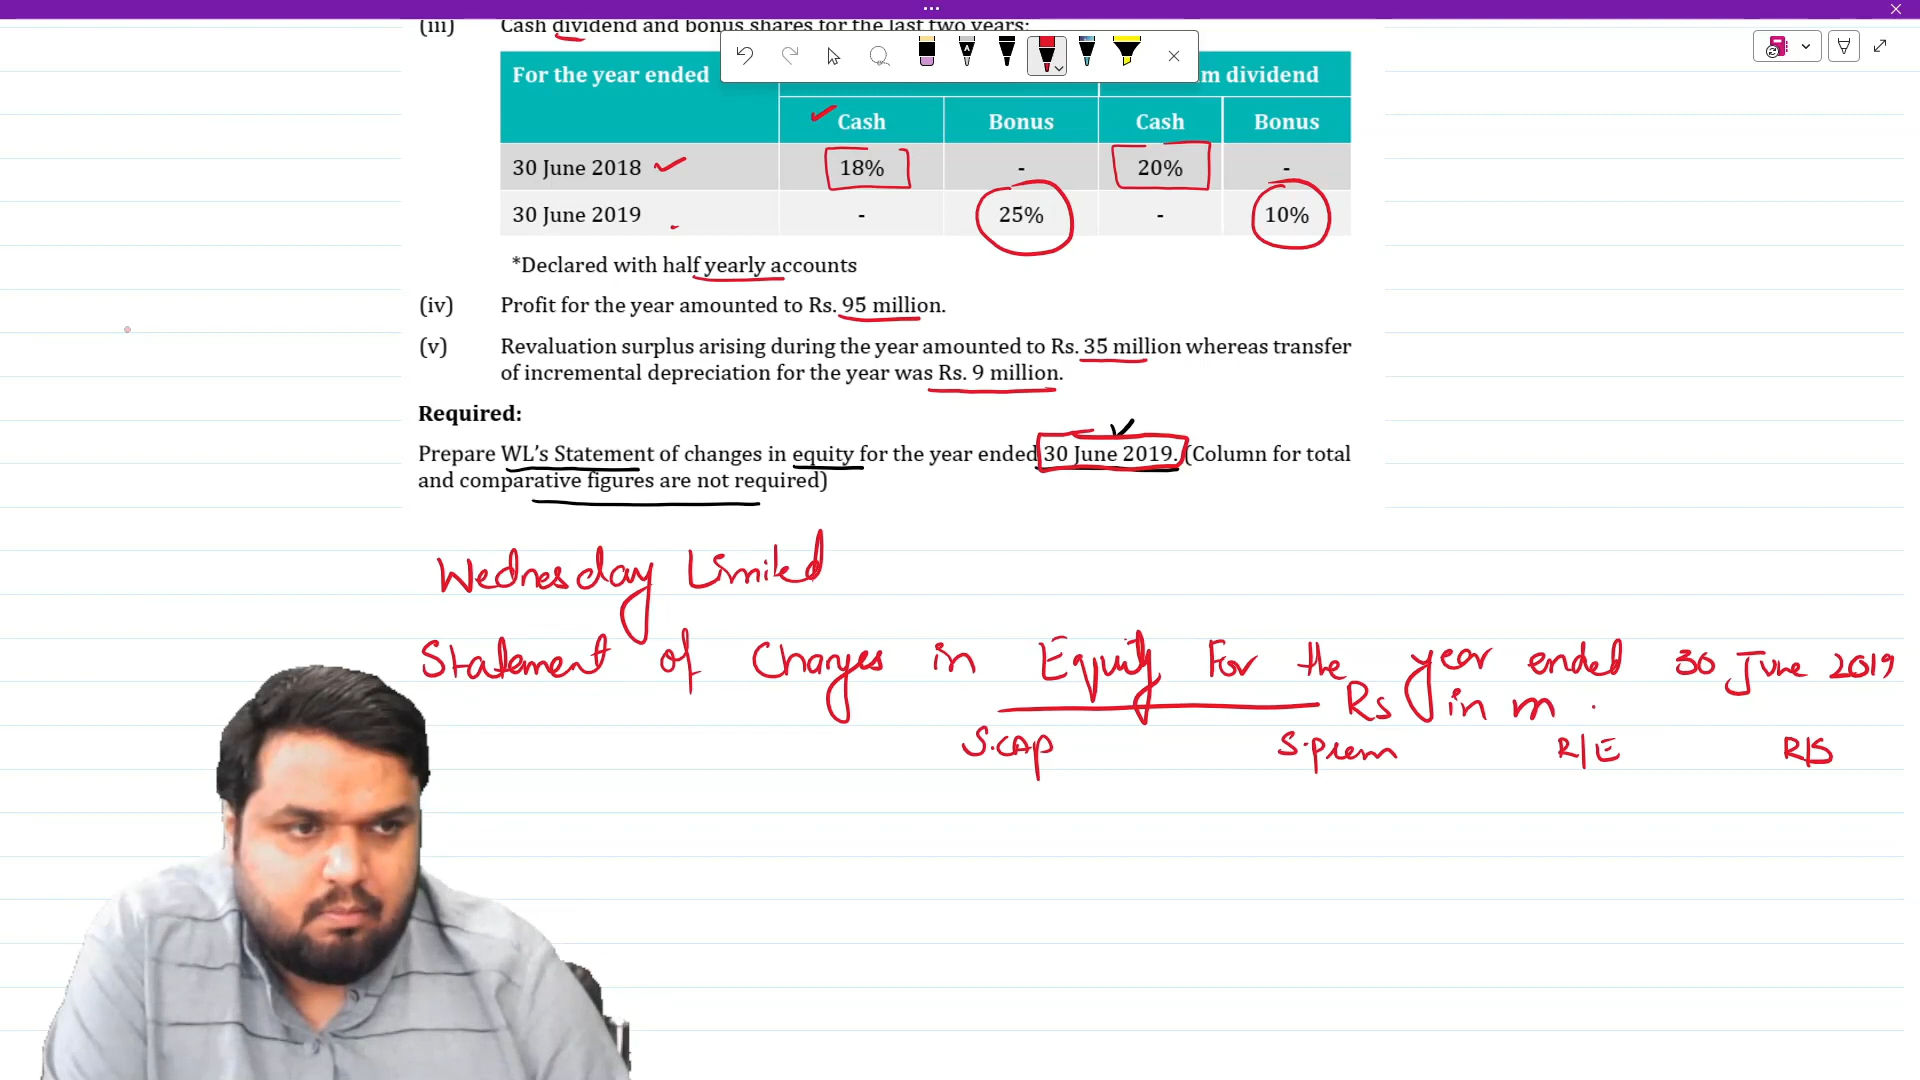 (iii) Cash dividend and bonus shares for the last two years:
For the year ended m dividend
Cash Bonus Cash Bonus
30 June 2018 18% - 20% -
30 June 2019 - 25% - 10%
*Declared with half yearly accounts
(iv) Profit for the year amounted to Rs. 95 million.
(v) Revaluation surplus arising during the year amounted to Rs. 35 million whereas transfer
of incremental depreciation for the year was Rs. 9 million.
Required:
Prepare WL's Statement of changes in equity for the year ended 30 June 2019. (Column for total
and comparative figures are not required)
Wednesday Limited
Statement of Changes in Equity For the year ended 30 June 2019
Rs in m
S.CAP S.prem R/E R/S